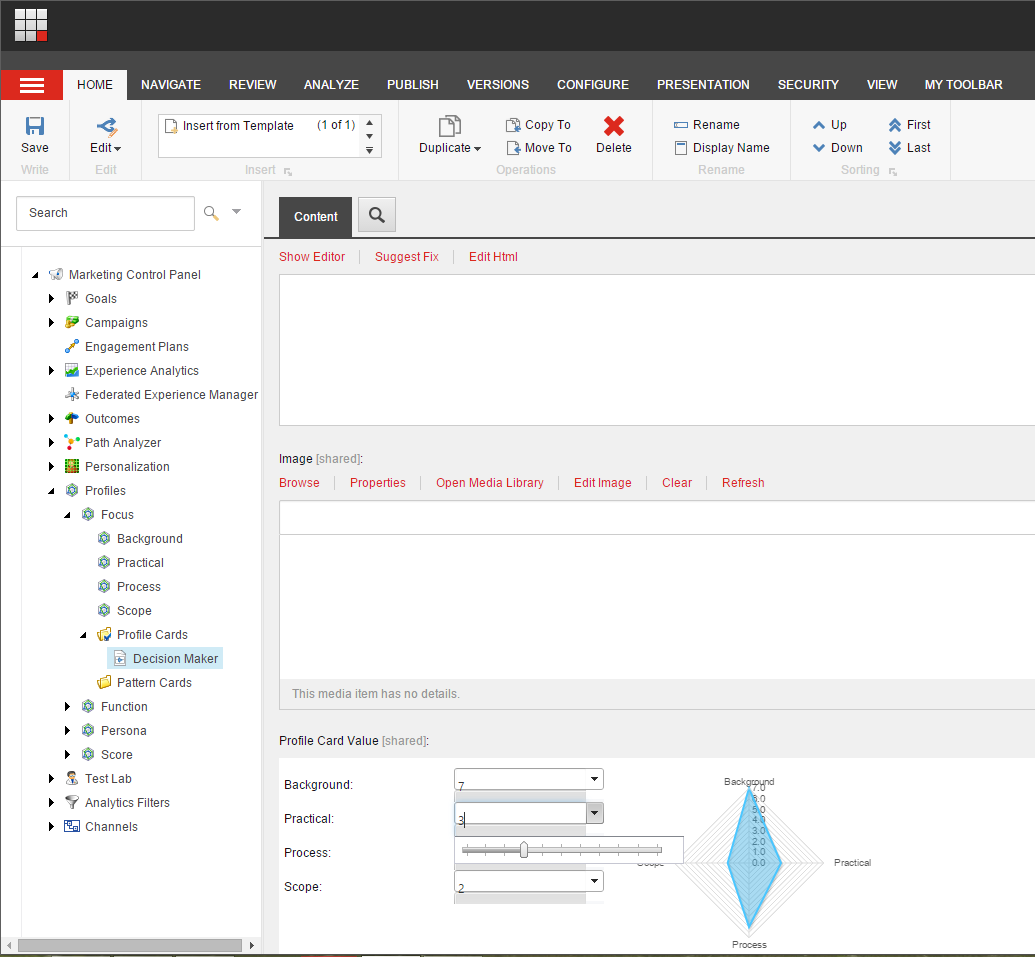 HOME NAVIGATE REVIEW ANALYZE PUBLISH VERSIONS CONFIGURE PRESENTATION SECURITY VIEW MY TOOLBAR
Insert from Template (1 of 1) Copy To Rename Up First
Save Edit Duplicate Move To Delete Display Name Down Last
Write Edit Insert Operations Rename Sorting
Search
Content
Show Editor Suggest Fix Edit Html
Marketing Control Panel
Goals
Campaigns
Engagement Plans
Experience Analytics
Federated Experience Manager
Outcomes
Path Analyzer
Personalization
Profiles
Focus
Background
Practical
Process
Scope
Profile Cards
Decision Maker
Pattern Cards
Function
Persona
Score
Test Lab
Analytics Filters
Channels
Image [shared]:
Browse Properties Open Media Library Edit Image Clear Refresh
This media item has no details.
Profile Card Value [shared]:
Background: 7
Practical: 3
Process:
Scope: 2
Background
7.0
6.0
5.0
4.0
3.0
2.0
1.0
0.0
Scope
Practical
Process